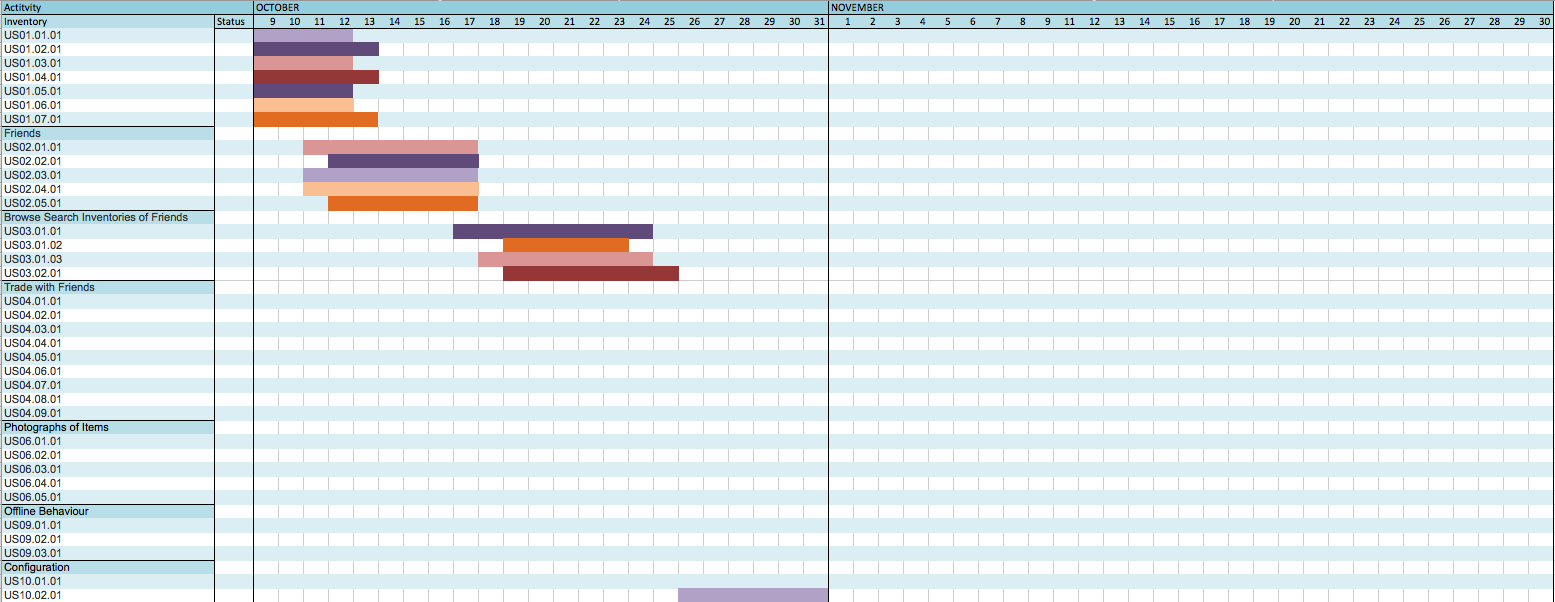 Actitvity OCTOBER NOVEMBER
Inventory Status 9 10 11 12 13 14 15 16 17 18 19 20 21 22 23 24 25 26 27 28 29 30 31 1 2 3 4 5 6 7 8 9 11 12 13 14 15 16 17 18 19 20 21 22 23 24 25 26 27 28 29 30
US01.01.01
US01.02.01
US01.03.01
US01.04.01
US01.05.01
US01.06.01
US01.07.01
Friends
US02.01.01
US02.02.01
US02.03.01
US02.04.01
US02.05.01
Browse Search Inventories of Friends
US03.01.01
US03.01.02
US03.01.03
US03.02.01
Trade with Friends
US04.01.01
US04.02.01
US04.03.01
US04.04.01
US04.05.01
US04.06.01
US04.07.01
US04.08.01
US04.09.01
Photographs of Items
US06.01.01
US06.02.01
US06.03.01
US06.04.01
US06.05.01
Offline Behaviour
US09.01.01
US09.02.01
US09.03.01
Configuration
US10.01.01
US10.02.01